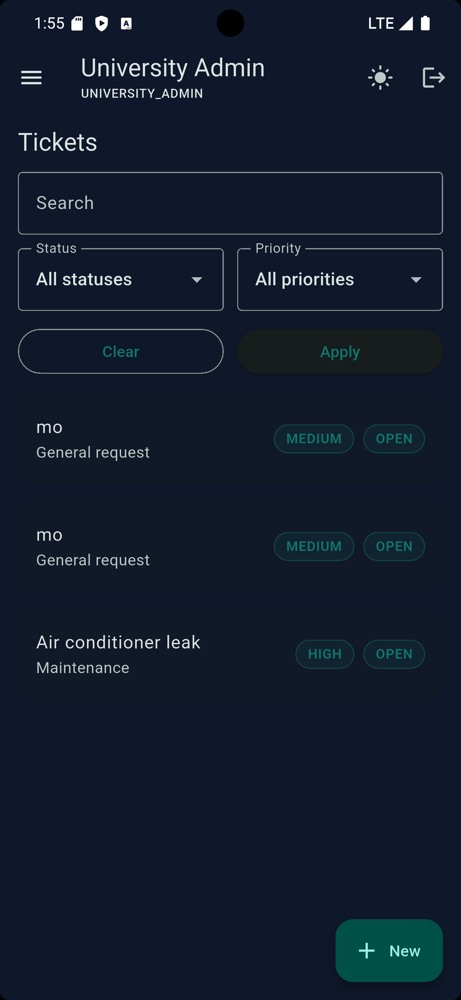 1:55
LTE
University Admin
UNIVERSITY_ADMIN
Tickets
Search
Status
Priority
All statuses
All priorities
Clear
Apply
mo
General request
MEDIUM
OPEN
mo
General request
MEDIUM
OPEN
Air conditioner leak
Maintenance
HIGH
OPEN
New